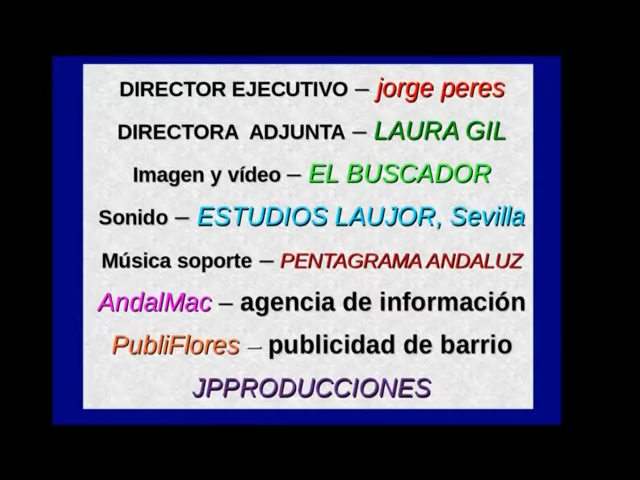 DIRECTOR EJECUTIVO – jorge peres
DIRECTORA ADJUNTA – LAURA GIL
Imagen y vídeo – EL BUSCADOR
Sonido – ESTUDIOS LAUJOR, Sevilla
Música soporte – PENTAGRAMA ANDALUZ
AndalMac – agencia de información
PubliFlores – publicidad de barrio
JPPRODUCCIONES